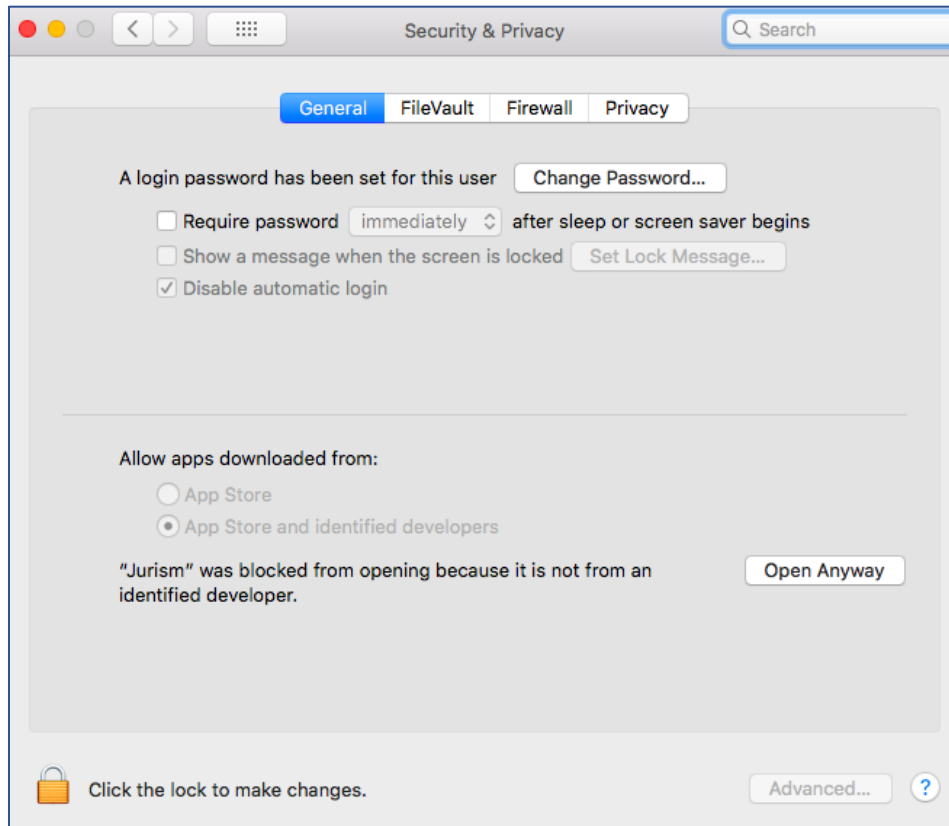 Security & Privacy
Search
General FileVault Firewall Privacy
A login password has been set for this user Change Password...
Require password immediately after sleep or screen saver begins
Show a message when the screen is locked Set Lock Message...
Disable automatic login
Allow apps downloaded from:
App Store
App Store and identified developers
“Jurism” was blocked from opening because it is not from an
identified developer.
Open Anyway
Click the lock to make changes.
Advanced... ?